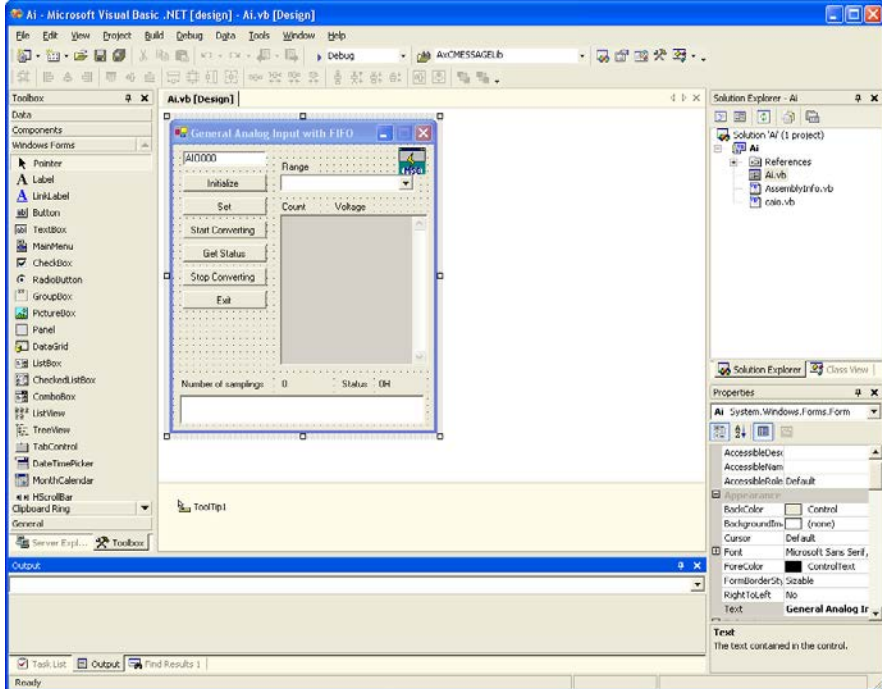 Ai - Microsoft Visual Basic .NET [design] - Ai.vb [Design]
File Edit View Project Build Debug Data Tools Window Help
Debug
AxCMESSAGELib
Toolbox
Data
Components
Windows Forms
Pointer
Label
LinkLabel
Button
TextBox
MainMenu
CheckBox
RadioButton
GroupBox
PictureBox
Panel
DataGrid
ListBox
CheckedListBox
ComboBox
ListView
TreeView
TabControl
DateTimePicker
MonthCalendar
HScrollBar
Clipboard Ring
General
Server Expl...
Toolbox
Ai.vb [Design]
General Analog Input with FIFO
AIO000
Range
Initialize
Set
Count Voltage
Start Converting
Get Status
Stop Converting
Exit
Number of samplings 0 Status 0H
ToolTip1
Solution Explorer - Ai
Solution 'Ai' (1 project)
Ai
References
Ai.vb
AssemblyInfo.vb
caio.vb
Solution Explorer
Class View
Properties
Ai System.Windows.Forms.Form
AccessibleDesc
AccessibleNam
AccessibleRole Default
Appearance
BackColor Control
BackgroundIm (none)
Cursor Default
Font Microsoft Sans Serif,
ForeColor ControlText
FormBorderSty Sizable
RightToLeft No
Text General Analog Ir
Text
The text contained in the control.
Output
Task List
Output
Find Results 1
Ready